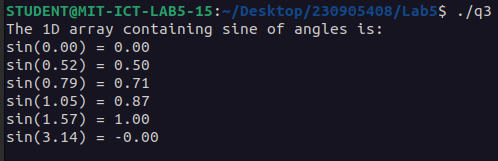 STUDENT@MIT-ICT-LAB5-15:~/Desktop/230905408/Lab5$ ./q3
The 1D array containing sine of angles is:
sin(0.00) = 0.00
sin(0.52) = 0.50
sin(0.79) = 0.71
sin(1.05) = 0.87
sin(1.57) = 1.00
sin(3.14) = -0.00